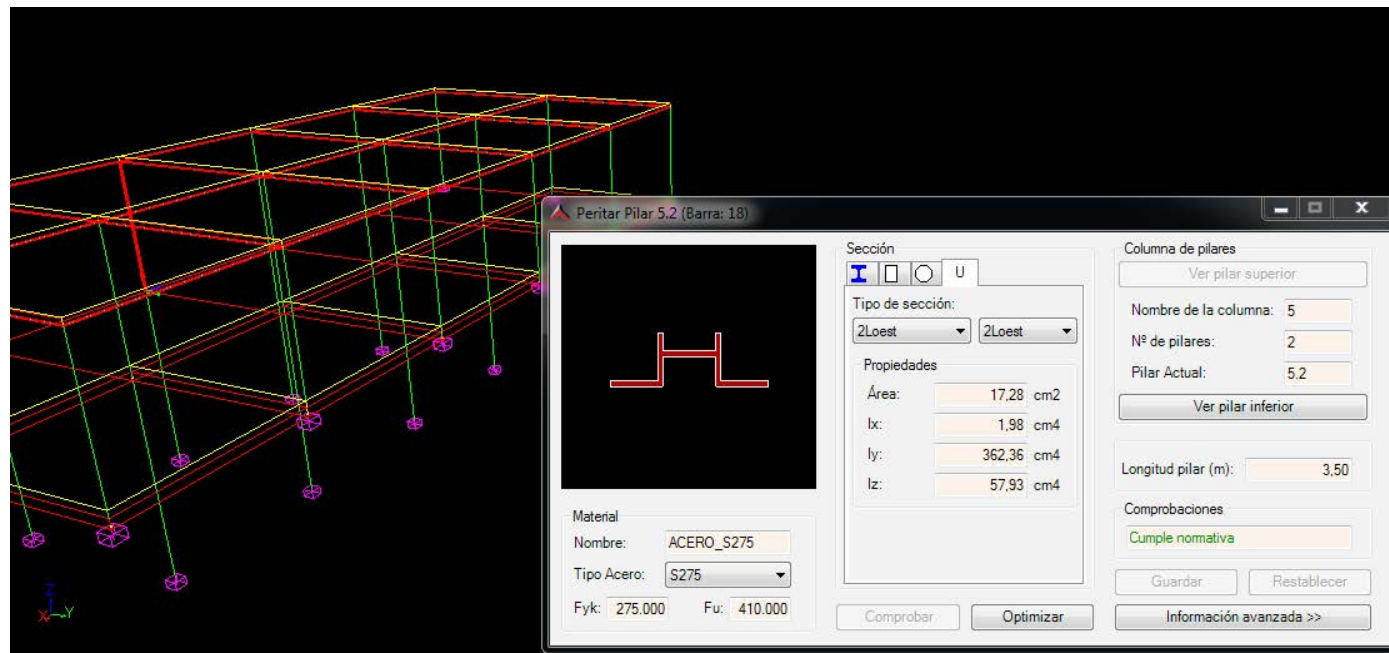 Peritar Pilar 5.2 (Barra: 18)
Sección
U
Tipo de sección:
2Loest
2Loest
Propiedades
Área: 17,28 cm2
Ix: 1,98 cm4
Iy: 362,36 cm4
Iz: 57,93 cm4
Material
Nombre: ACERO_S275
Tipo Acero: S275
Fyk: 275.000 Fu: 410.000
Comprobar
Optimizar
Columna de pilares
Ver pilar superior
Nombre de la columna: 5
Nº de pilares: 2
Pilar Actual: 5.2
Ver pilar inferior
Longitud pilar (m): 3,50
Comprobaciones
Cumple normativa
Guardar
Restablecer
Información avanzada >>
Z
X
Y